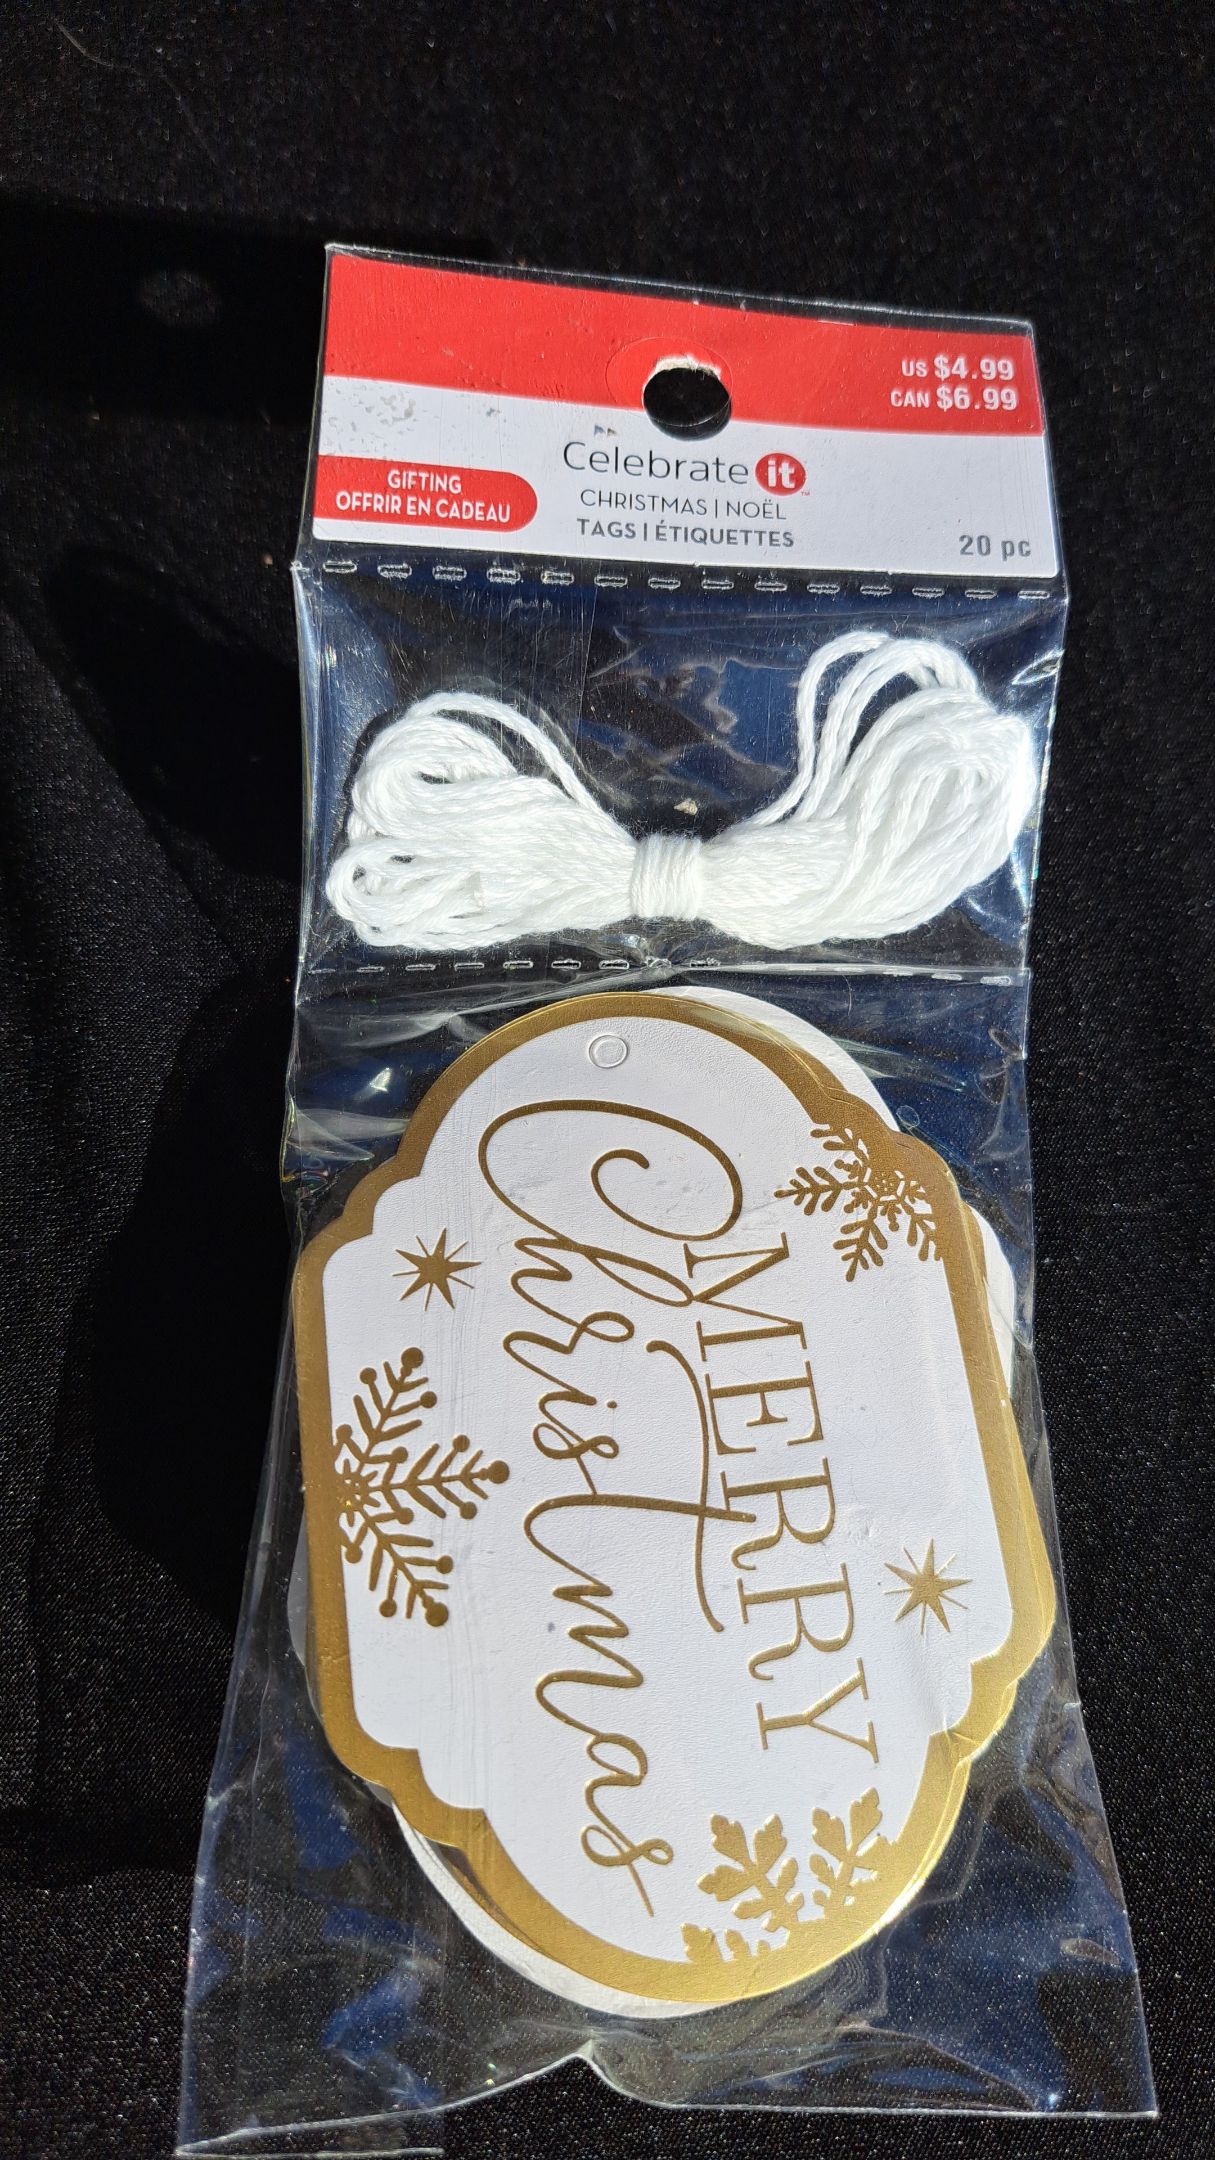 US $4.99
CAN $6.99
Celebrate it™
GIFTING
OFFRIR EN CADEAU
CHRISTMAS | NOËL
TAGS | ÉTIQUETTES
20 pc
MERRY
Christmas